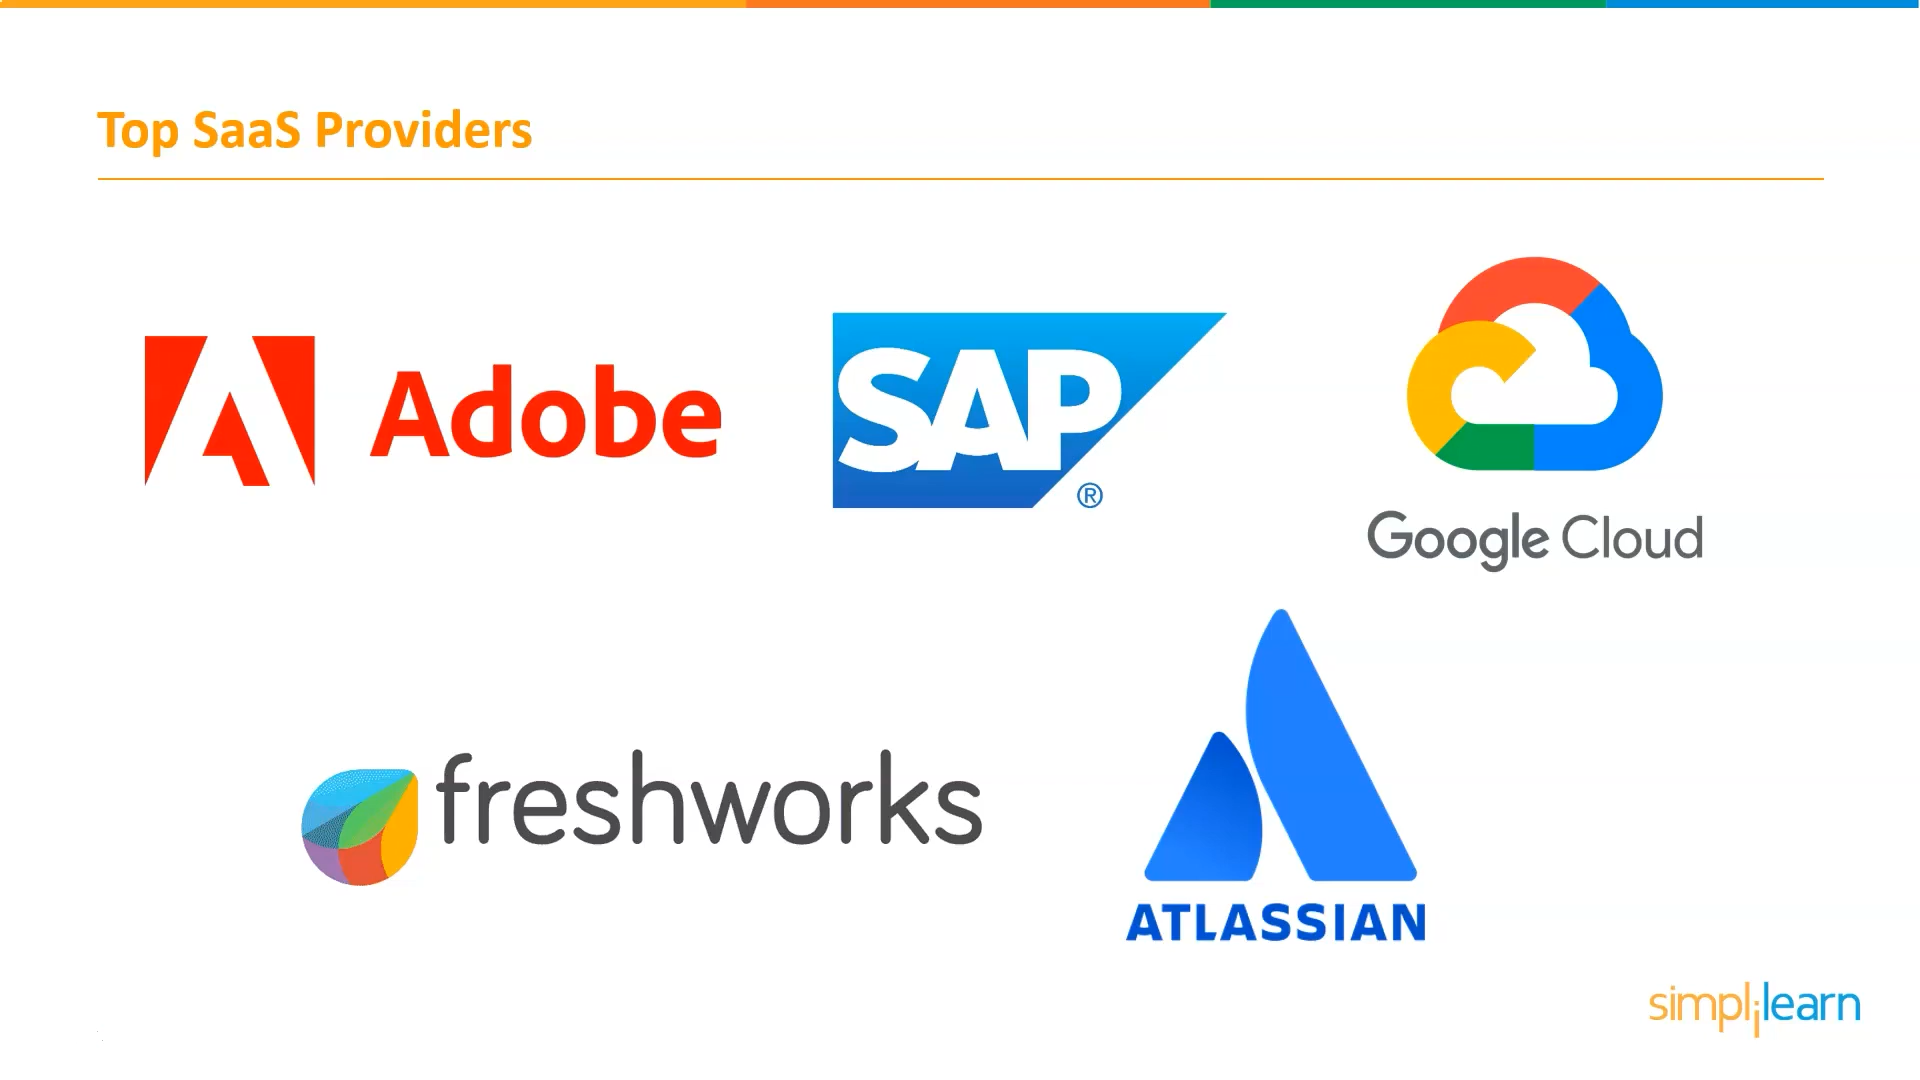 Top SaaS Providers
Adobe
SAP
®
Google Cloud
freshworks
ATLASSIAN
simplilearn